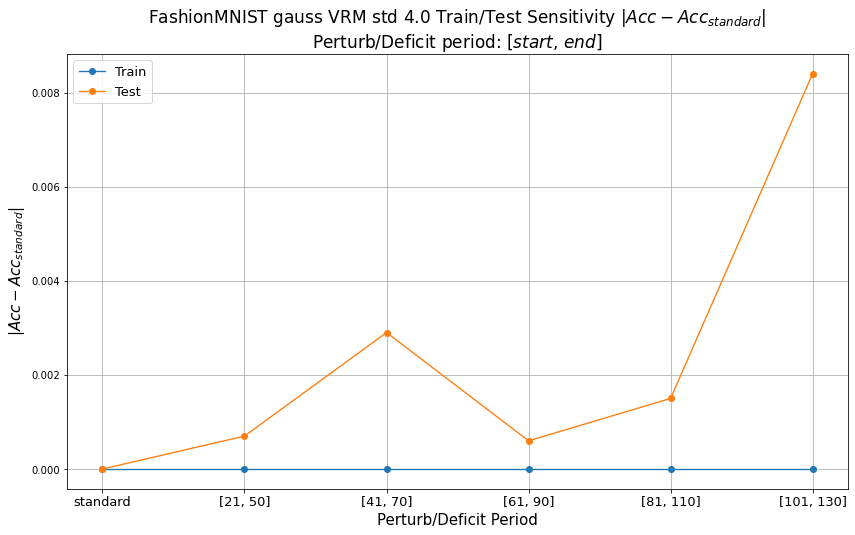 FashionMNIST gauss VRM std 4.0 Train/Test Sensitivity |Acc − Acc_standard|
Perturb/Deficit period: [start, end]
Train
Test
|Acc − Acc_standard|
0.008
0.006
0.004
0.002
0.000
standard [21, 50] [41, 70] [61, 90] [81, 110] [101, 130]
Perturb/Deficit Period